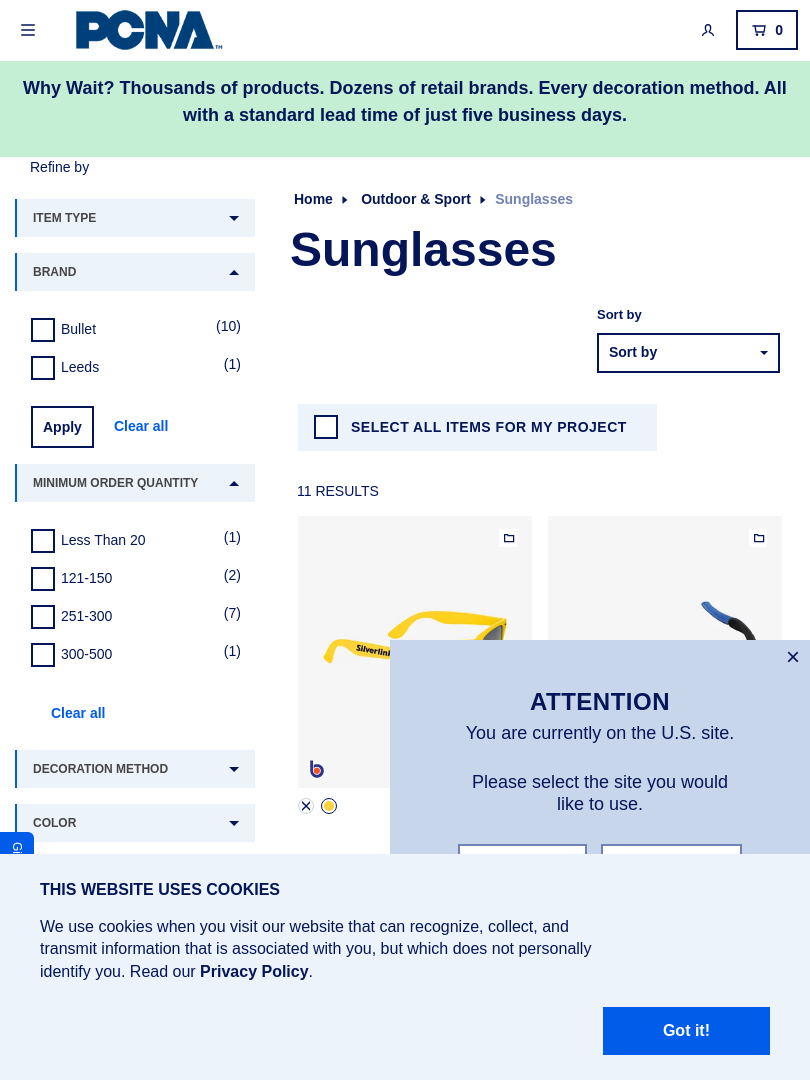 PCNA
TM
0
Why Wait? Thousands of products. Dozens of retail brands. Every decoration method. All
with a standard lead time of just five business days.
Refine by
ITEM TYPE
BRAND
Bullet (10)
Leeds (1)
Apply Clear all
MINIMUM ORDER QUANTITY
Less Than 20 (1)
121-150 (2)
251-300 (7)
300-500 (1)
Clear all
DECORATION METHOD
COLOR
Home Outdoor & Sport Sunglasses
Sunglasses
Sort by
Sort by
SELECT ALL ITEMS FOR MY PROJECT
11 RESULTS
b
ATTENTION
You are currently on the U.S. site.
Please select the site you would
like to use.
THIS WEBSITE USES COOKIES
We use cookies when you visit our website that can recognize, collect, and
transmit information that is associated with you, but which does not personally
identify you. Read our Privacy Policy.
Got it!